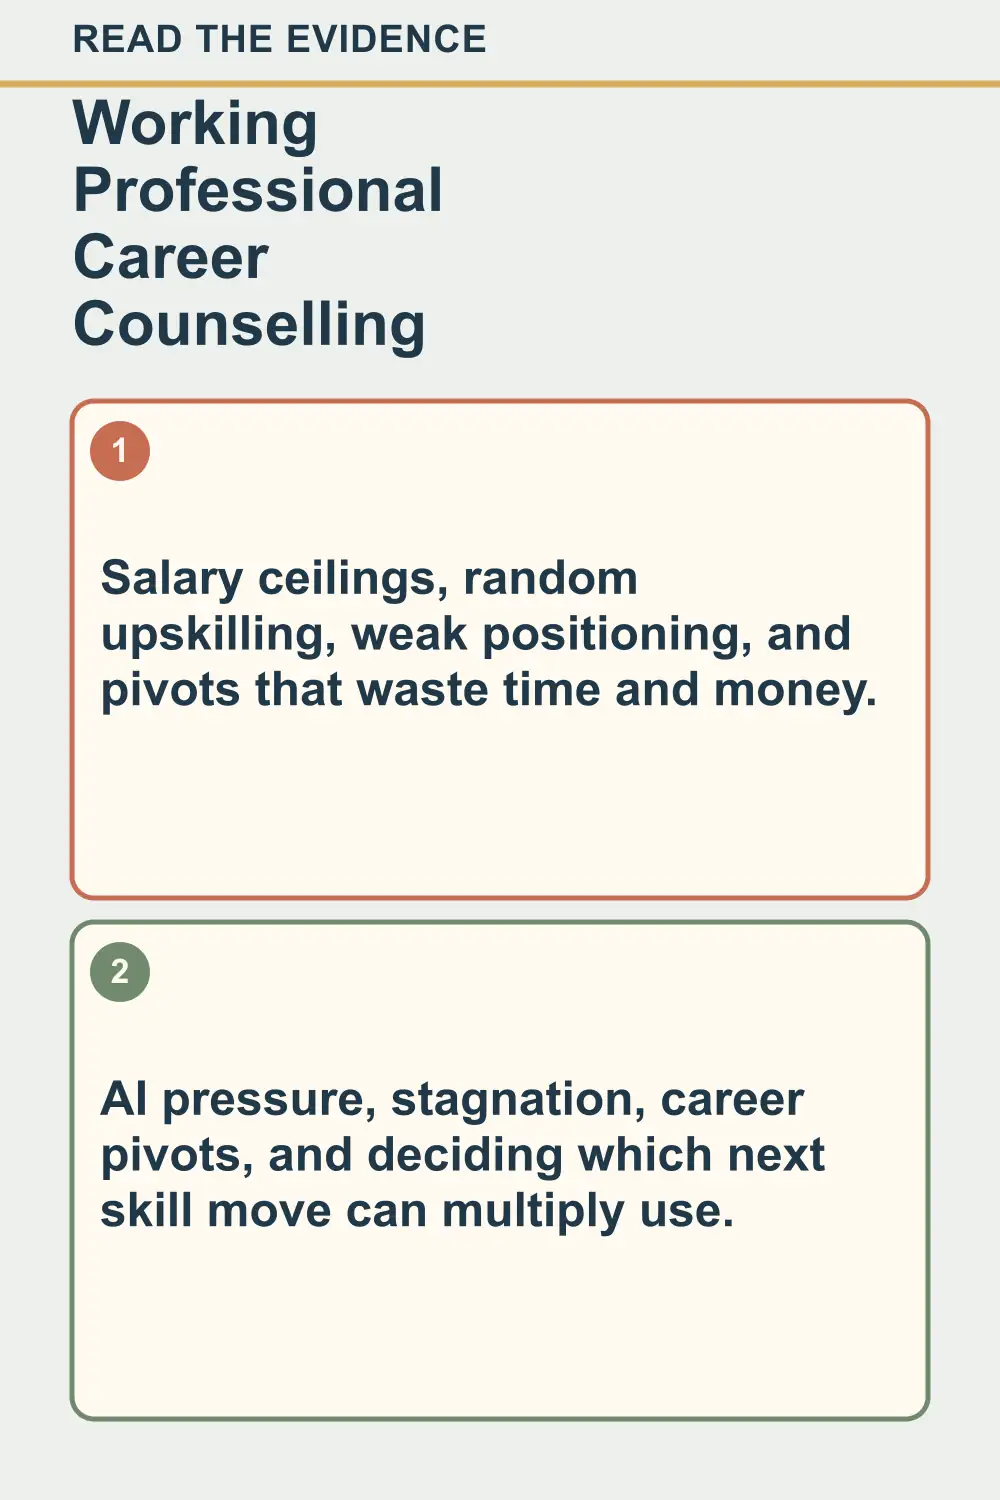 READ THE EVIDENCE
Working
Professional
Career
Counselling
1
Salary ceilings, random
upskilling, weak positioning, and
pivots that waste time and money.
2
AI pressure, stagnation, career
pivots, and deciding which next
skill move can multiply use.